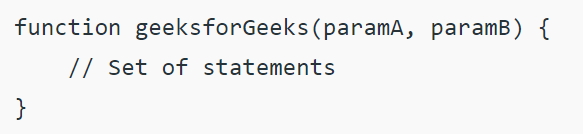 function geeksforGeeks(paramA, paramB) {
    // Set of statements
}